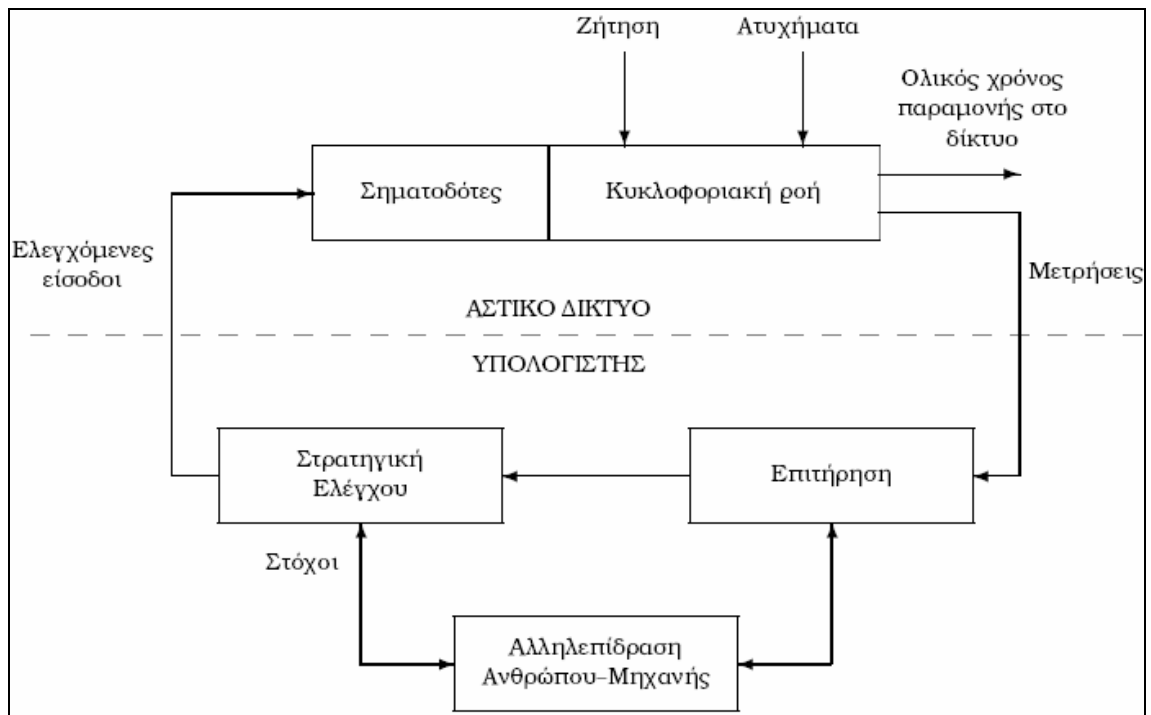 Ζήτηση
Ατυχήματα
Ολικός χρόνος
παραμονής στο
δίκτυο
Σηματοδότες
Κυκλοφοριακή ροή
Ελεγχόμενες
είσοδοι
Μετρήσεις
ΑΣΤΙΚΟ ΔΙΚΤΥΟ
ΥΠΟΛΟΓΙΣΤΗΣ
Στρατηγική
Ελέγχου
Επιτήρηση
Στόχοι
Αλληλεπίδραση
Ανθρώπου–Μηχανής